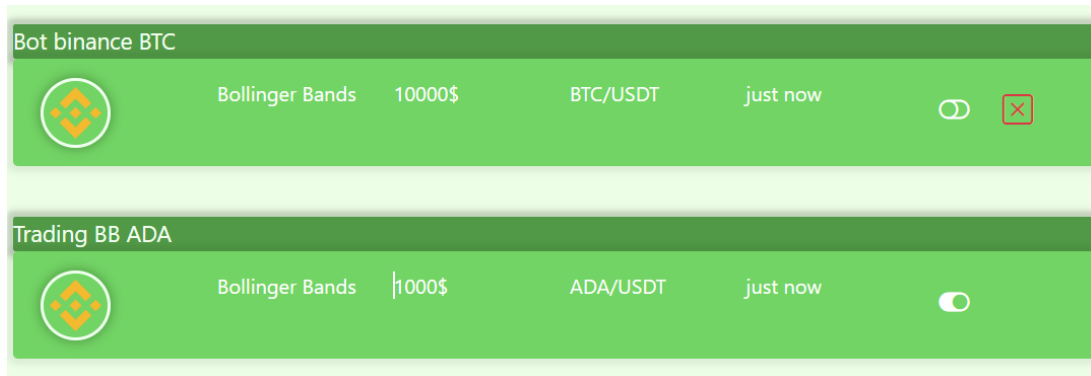 Bot binance BTC
Bollinger Bands 10000$ BTC/USDT just now
Trading BB ADA
Bollinger Bands 1000$ ADA/USDT just now